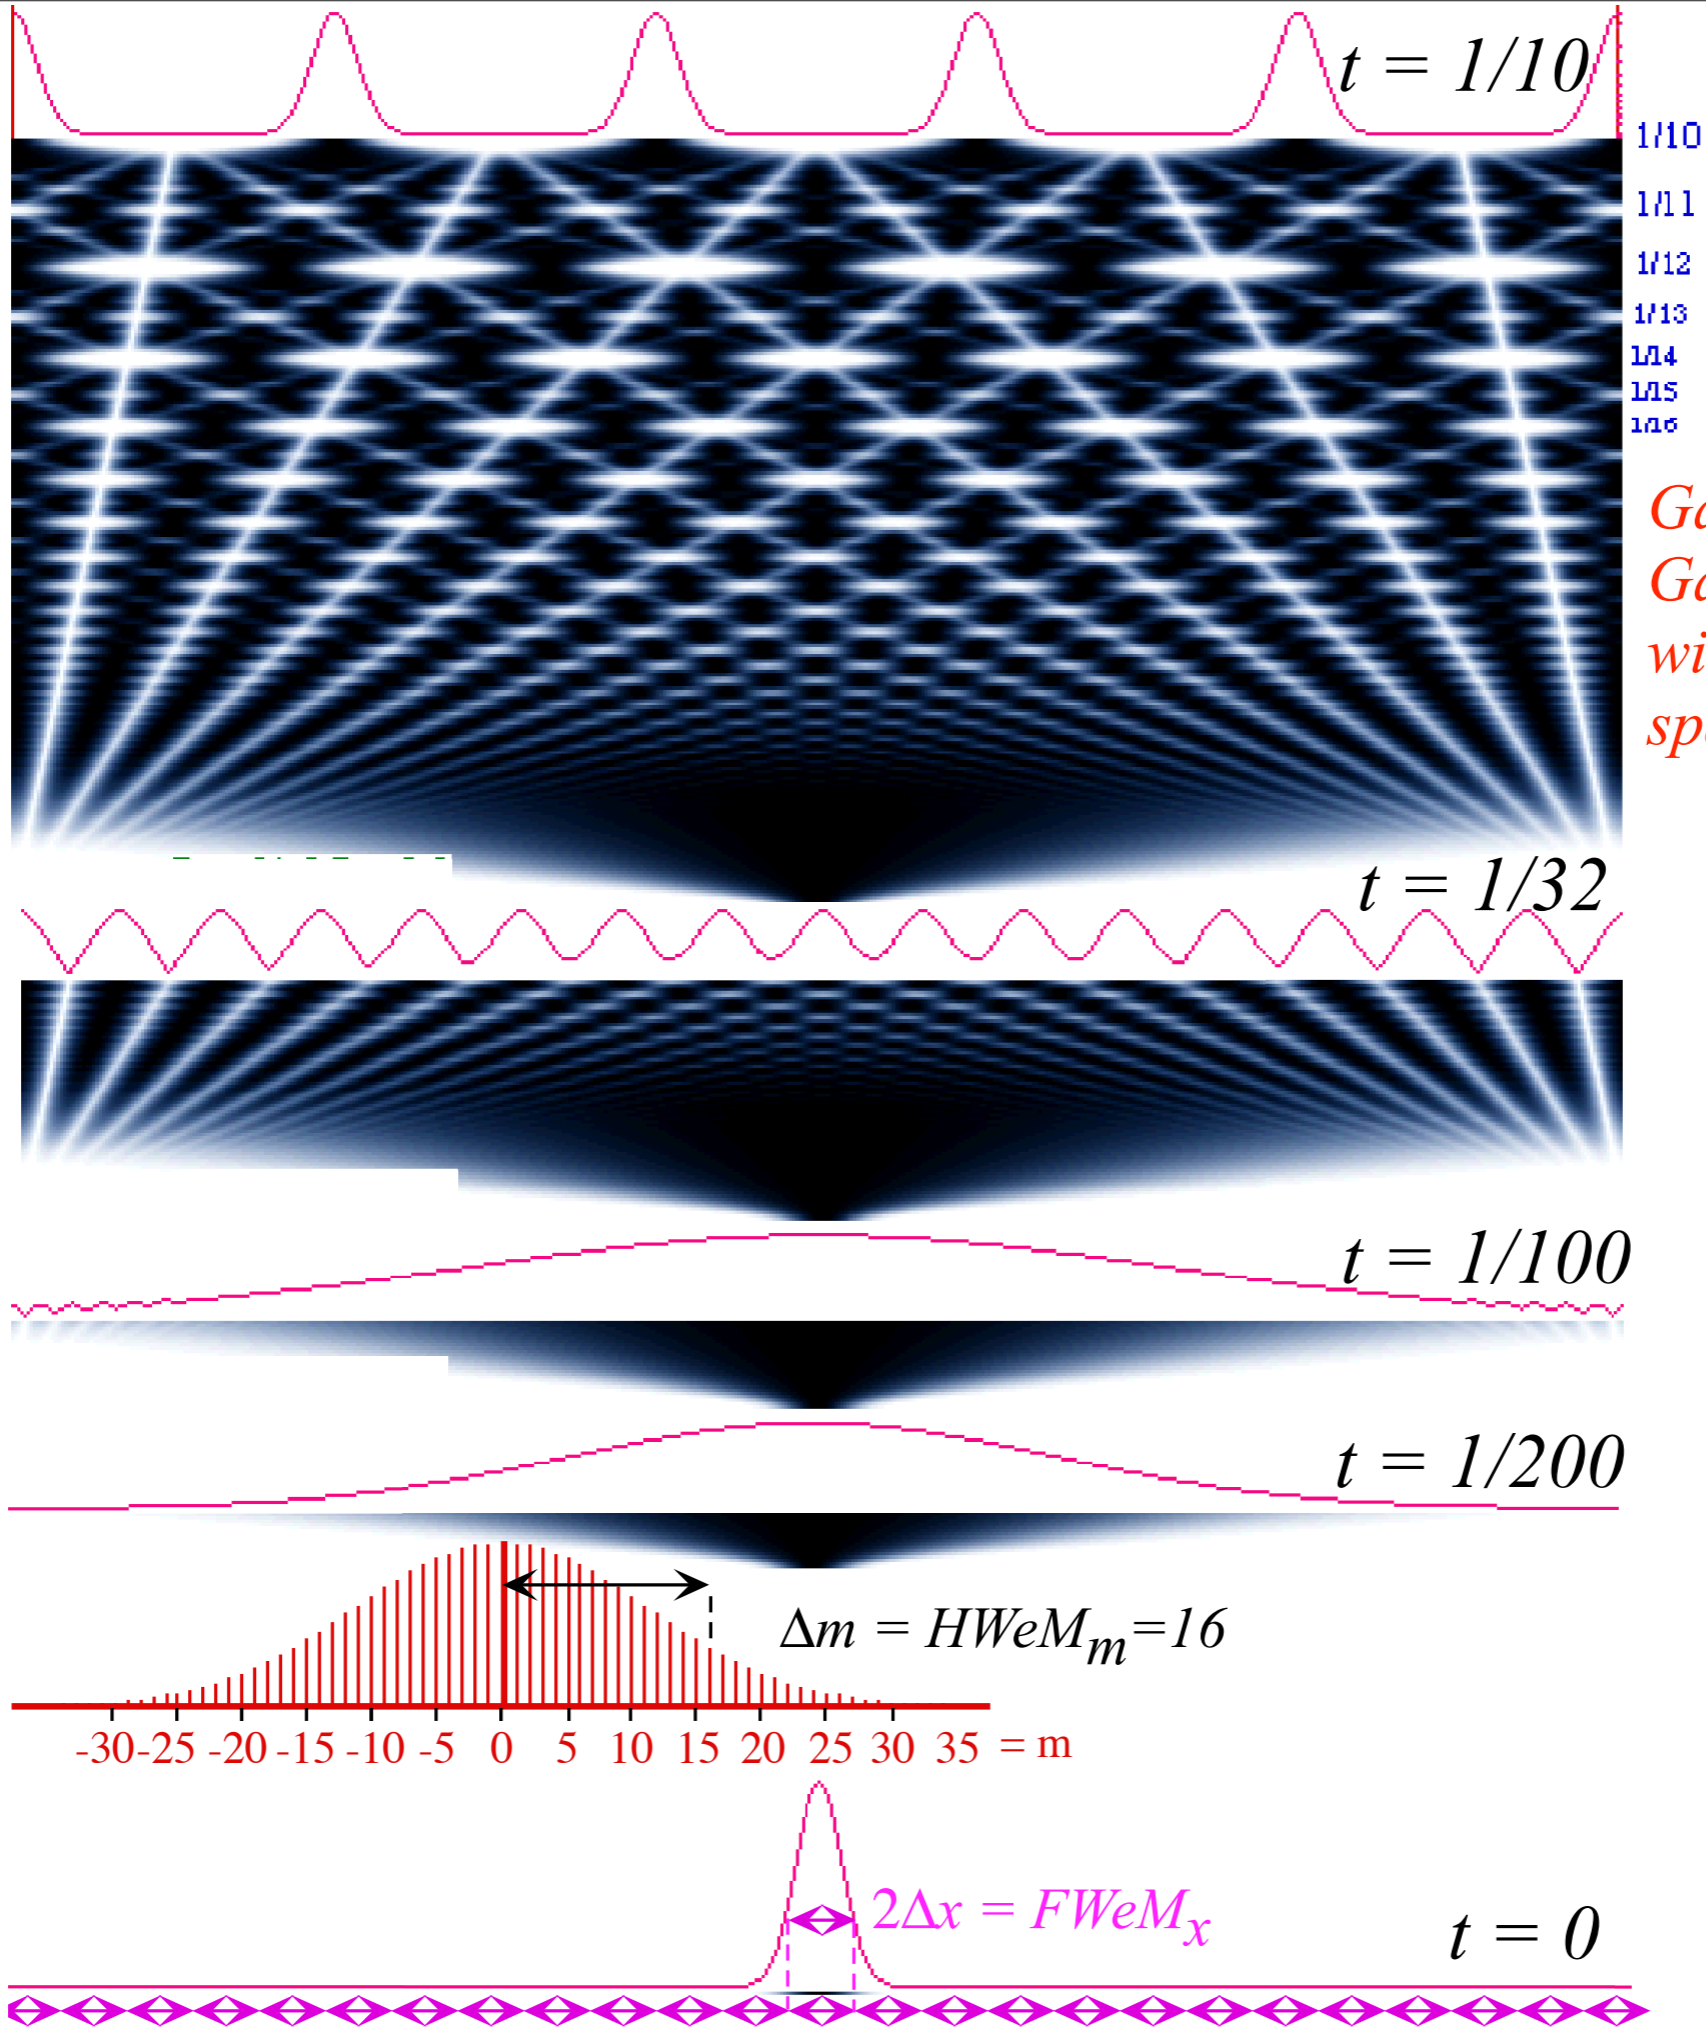 t = 1/10
1/10
1/11
1/12
1/13
1/14
1/15
1/16
t = 1/32
t = 1/100
t = 1/200
Δm = HWeMm=16
-30 -25 -20 -15 -10 -5 0 5 10 15 20 25 30 35 = m
2Δx = FWeMx
t = 0